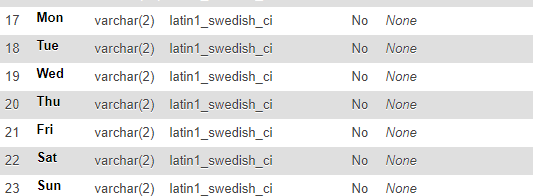 17 Mon varchar(2) latin1_swedish_ci No None
18 Tue varchar(2) latin1_swedish_ci No None
19 Wed varchar(2) latin1_swedish_ci No None
20 Thu varchar(2) latin1_swedish_ci No None
21 Fri varchar(2) latin1_swedish_ci No None
22 Sat varchar(2) latin1_swedish_ci No None
23 Sun varchar(2) latin1_swedish_ci No None